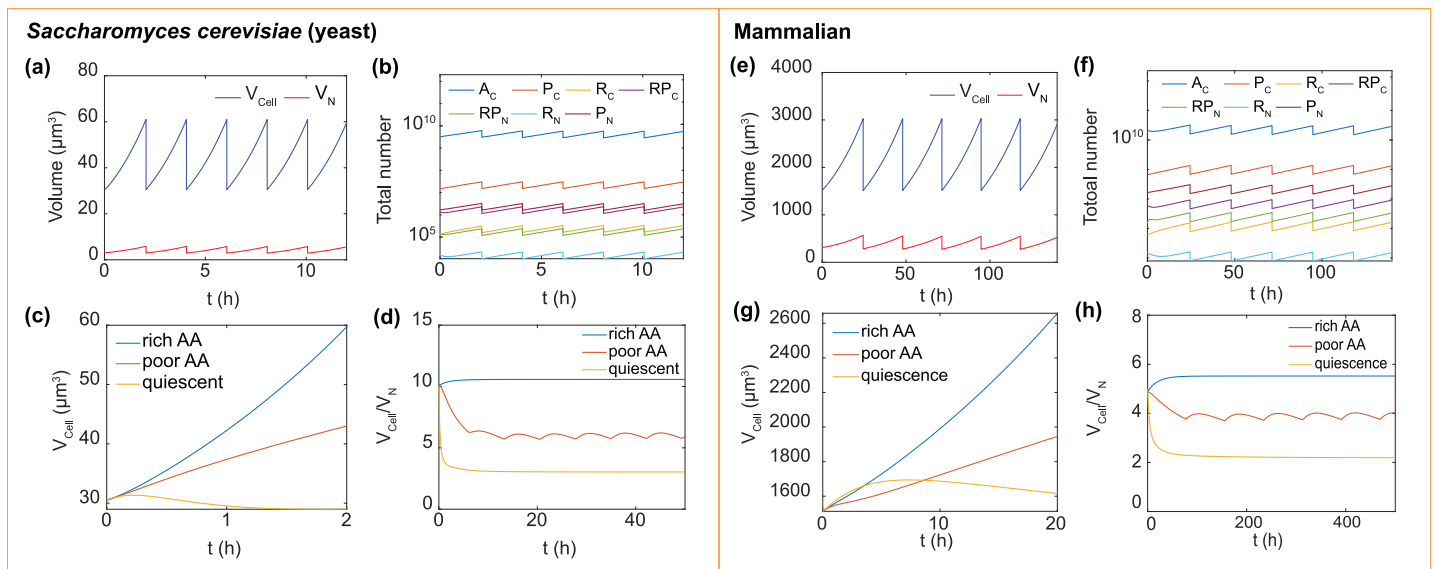 Saccharomyces cerevisiae (yeast)
(a)
80
60
40
20
0
Volume (µm³)
V_Cell V_N
0 5 10
t (h)
(b)
A_C P_C R_C RP_C
RP_N R_N P_N
10^10
10^5
Total number
0 5 10
t (h)
(c)
60
50
40
30
V_Cell (µm³)
rich AA
poor AA
quiescent
0 1 2
t (h)
(d)
15
10
5
0
V_Cell/V_N
rich AA
poor AA
quiescent
0 20 40
t (h)
Mammalian
(e)
4000
3000
2000
1000
0
Volume (µm³)
V_Cell V_N
0 50 100
t (h)
(f)
A_C P_C R_C RP_C
RP_N R_N P_N
10^10
Totoal number
0 50 100
t (h)
(g)
2600
2400
2200
2000
1800
1600
V_Cell (µm³)
rich AA
poor AA
quiescence
0 10 20
t (h)
(h)
8
6
4
2
0
V_Cell/V_N
rich AA
poor AA
quiescence
0 200 400
t (h)